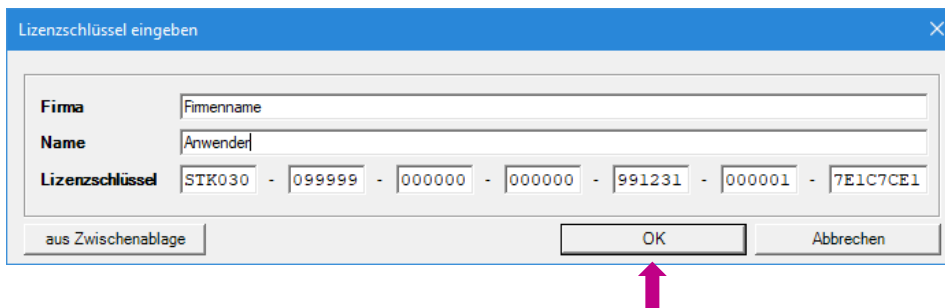 Lizenzschlüssel eingeben
Firma Firmenname
Name Anwender
Lizenzschlüssel STK030 - 099999 - 000000 - 000000 - 991231 - 000001 - 7E1C7CE1
aus Zwischenablage OK Abbrechen